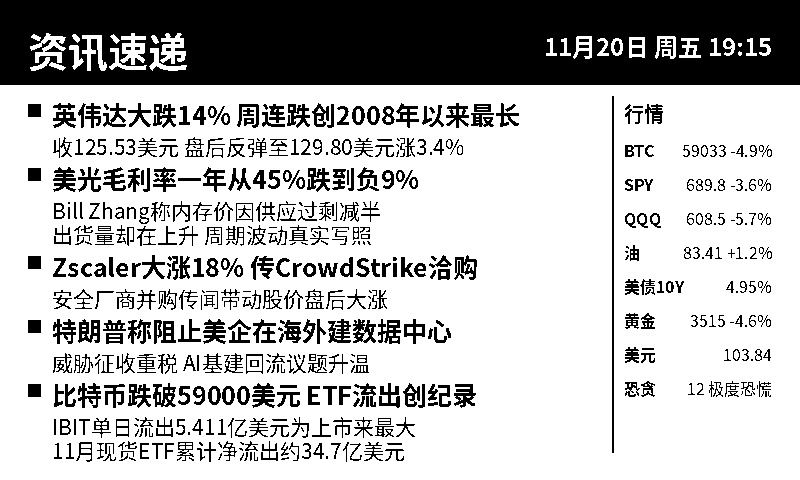 资讯速递
11月20日 周五 19:15
英伟达大跌14% 周连跌创2008年以来最长
收125.53美元 盘后反弹至129.80美元涨3.4%
美光毛利率一年从45%跌到负9%
Bill Zhang称内存价因供应过剩减半
出货量却在上升 周期波动真实写照
Zscaler大涨18% 传CrowdStrike洽购
安全厂商并购传闻带动股价盘后大涨
特朗普称阻止美企在海外建数据中心
威胁征收重税 AI基建回流议题升温
比特币跌破59000美元 ETF流出创纪录
IBIT单日流出5.411亿美元为上市来最大
11月现货ETF累计净流出约34.7亿美元
行情
BTC 59033 -4.9%
SPY 689.8 -3.6%
QQQ 608.5 -5.7%
油 83.41 +1.2%
美债10Y 4.95%
黄金 3515 -4.6%
美元 103.84
恐贪 12 极度恐慌